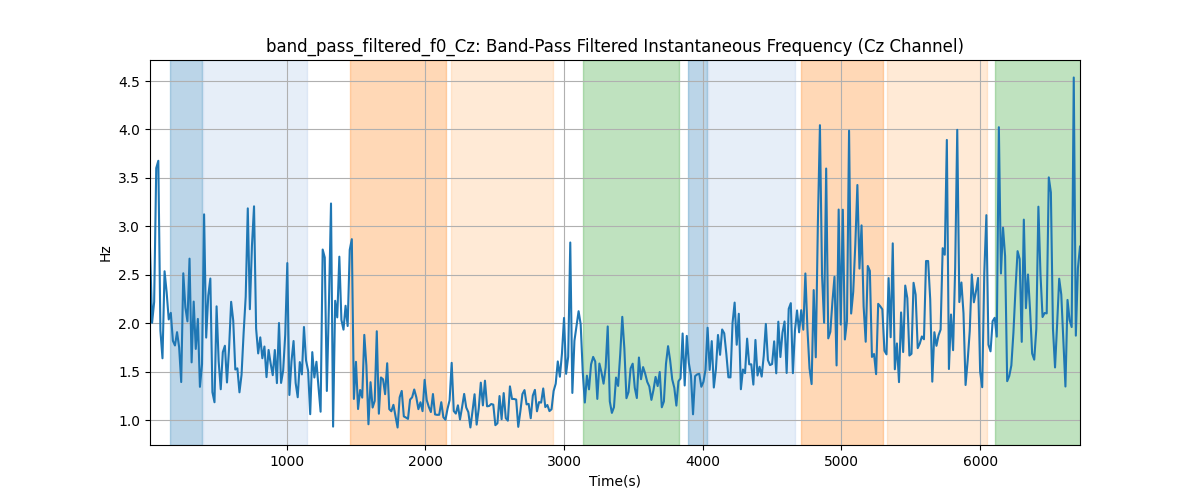 band_pass_filtered_f0_Cz: Band-Pass Filtered Instantaneous Frequency (Cz Channel)
4.5
4.0
3.5
3.0
2.5
2.0
1.5
1.0
Hz
1000 2000 3000 4000 5000 6000
Time(s)